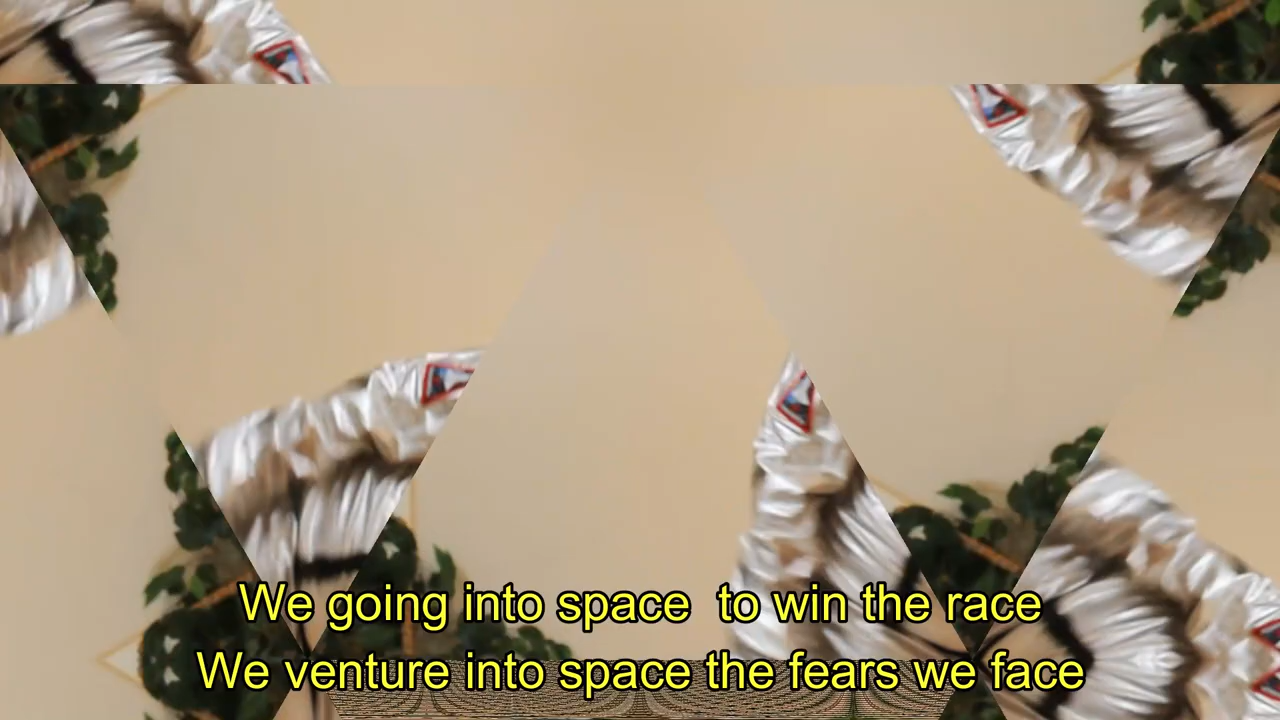 We going into space  to win the race
We venture into space the fears we face